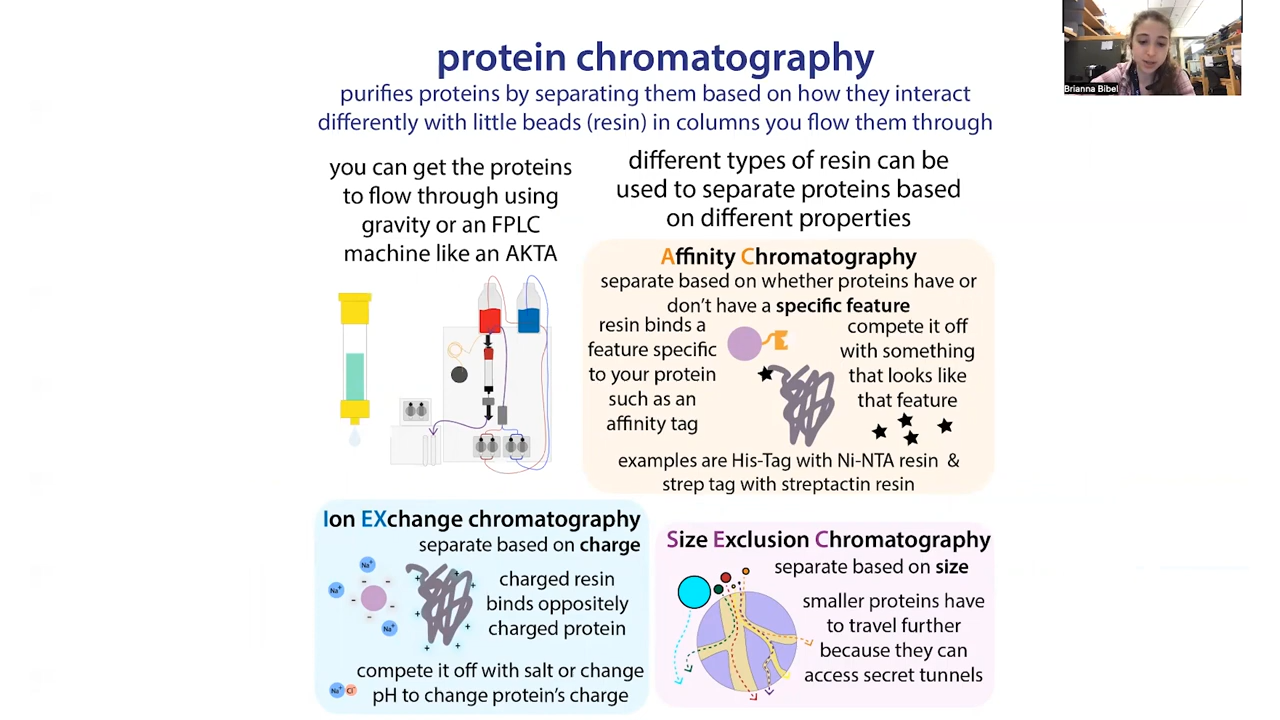 protein chromatography
purifies proteins by separating them based on how they interact
differently with little beads (resin) in columns you flow them through
Brianna Bibel
you can get the proteins
to flow through using
gravity or an FPLC
machine like an AKTA
different types of resin can be
used to separate proteins based
on different properties
Affinity Chromatography
separate based on whether proteins have or
don't have a specific feature
resin binds a
feature specific
to your protein
such as an
affinity tag
compete it off
with something
that looks like
that feature
examples are His-Tag with Ni-NTA resin &
strep tag with streptactin resin
Ion EXchange chromatography
separate based on charge
Na+
Na+
Na+
charged resin
binds oppositely
charged protein
compete it off with salt or change
pH to change protein's charge
Na+ Cl-
Size Exclusion Chromatography
separate based on size
smaller proteins have
to travel further
because they can
access secret tunnels